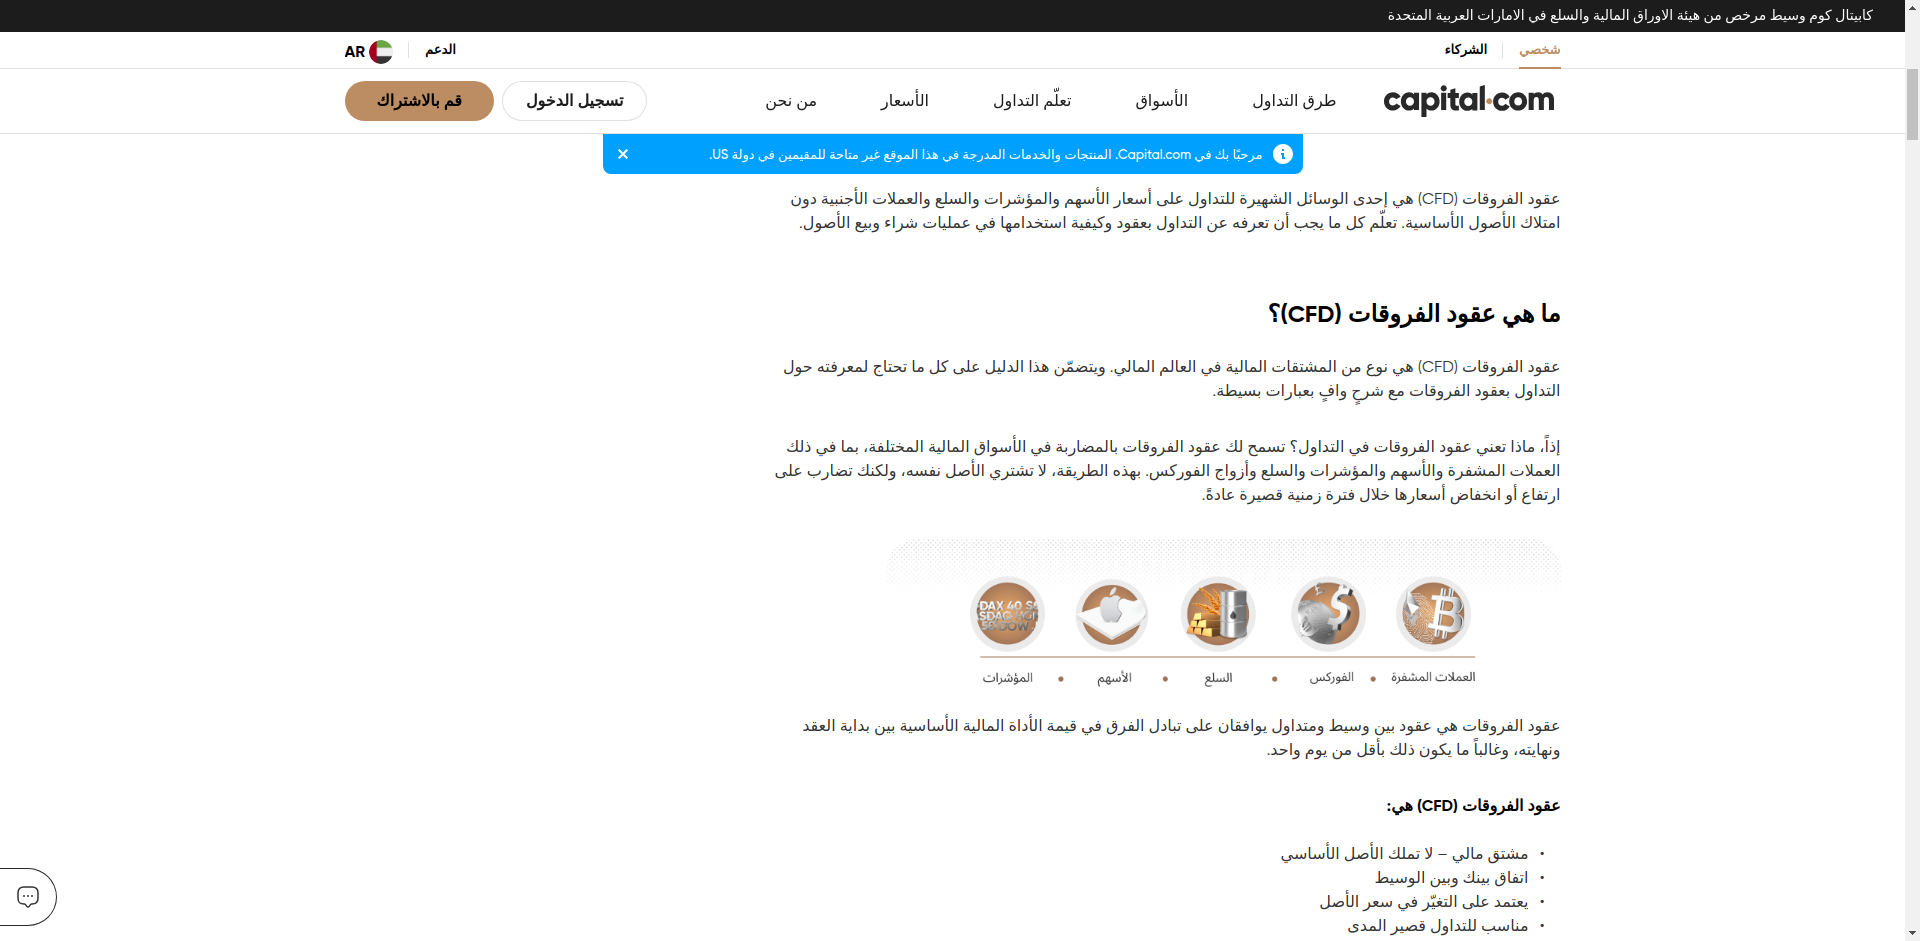 كابيتال كوم وسيط مرخص من هيئة الاوراق المالية والسلع في الامارات العربية المتحدة
شخصي
الشركاء
الدعم
AR
capital.com
طرق التداول
الأسواق
تعلّم التداول
الأسعار
من نحن
تسجيل الدخول
قم بالاشتراك
مرحبًا بك في Capital.com. المنتجات والخدمات المدرجة في هذا الموقع غير متاحة للمقيمين في دولة US.
عقود الفروقات (CFD) هي إحدى الوسائل الشهيرة للتداول على أسعار الأسهم والمؤشرات والسلع والعملات الأجنبية دون
امتلاك الأصول الأساسية. تعلّم كل ما يجب أن تعرفه عن التداول بعقود وكيفية استخدامها في عمليات شراء وبيع الأصول.
ما هي عقود الفروقات (CFD)؟
عقود الفروقات (CFD) هي نوع من المشتقات المالية في العالم المالي. ويتضمّن هذا الدليل على كل ما تحتاج لمعرفته حول
التداول بعقود الفروقات مع شرحٍ وافٍ بعبارات بسيطة.
إذاً، ماذا تعني عقود الفروقات في التداول؟ تسمح لك عقود الفروقات بالمضاربة في الأسواق المالية المختلفة، بما في ذلك
العملات المشفرة والأسهم والمؤشرات والسلع وأزواج الفوركس. بهذه الطريقة، لا تشتري الأصل نفسه، ولكنك تضارب على
ارتفاع أو انخفاض أسعارها خلال فترة زمنية قصيرة عادةً.
DAX 40
العملات المشفرة • الفوركس • السلع • الأسهم • المؤشرات
عقود الفروقات هي عقود بين وسيط ومتداول يوافقان على تبادل الفرق في قيمة الأداة المالية الأساسية بين بداية العقد
ونهايته، وغالباً ما يكون ذلك بأقل من يوم واحد.
عقود الفروقات (CFD) هي:
• مشتق مالي – لا تملك الأصل الأساسي
• اتفاق بينك وبين الوسيط
• يعتمد على التغيّر في سعر الأصل
• مناسب للتداول قصير المدى